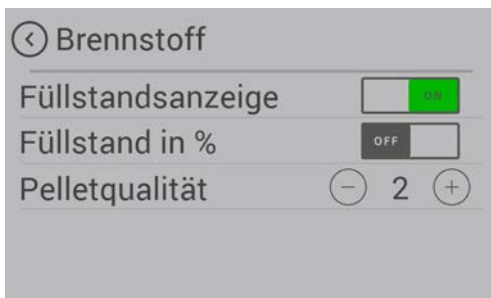 Brennstoff
Füllstandsanzeige ON
Füllstand in % OFF
Pelletqualität 2